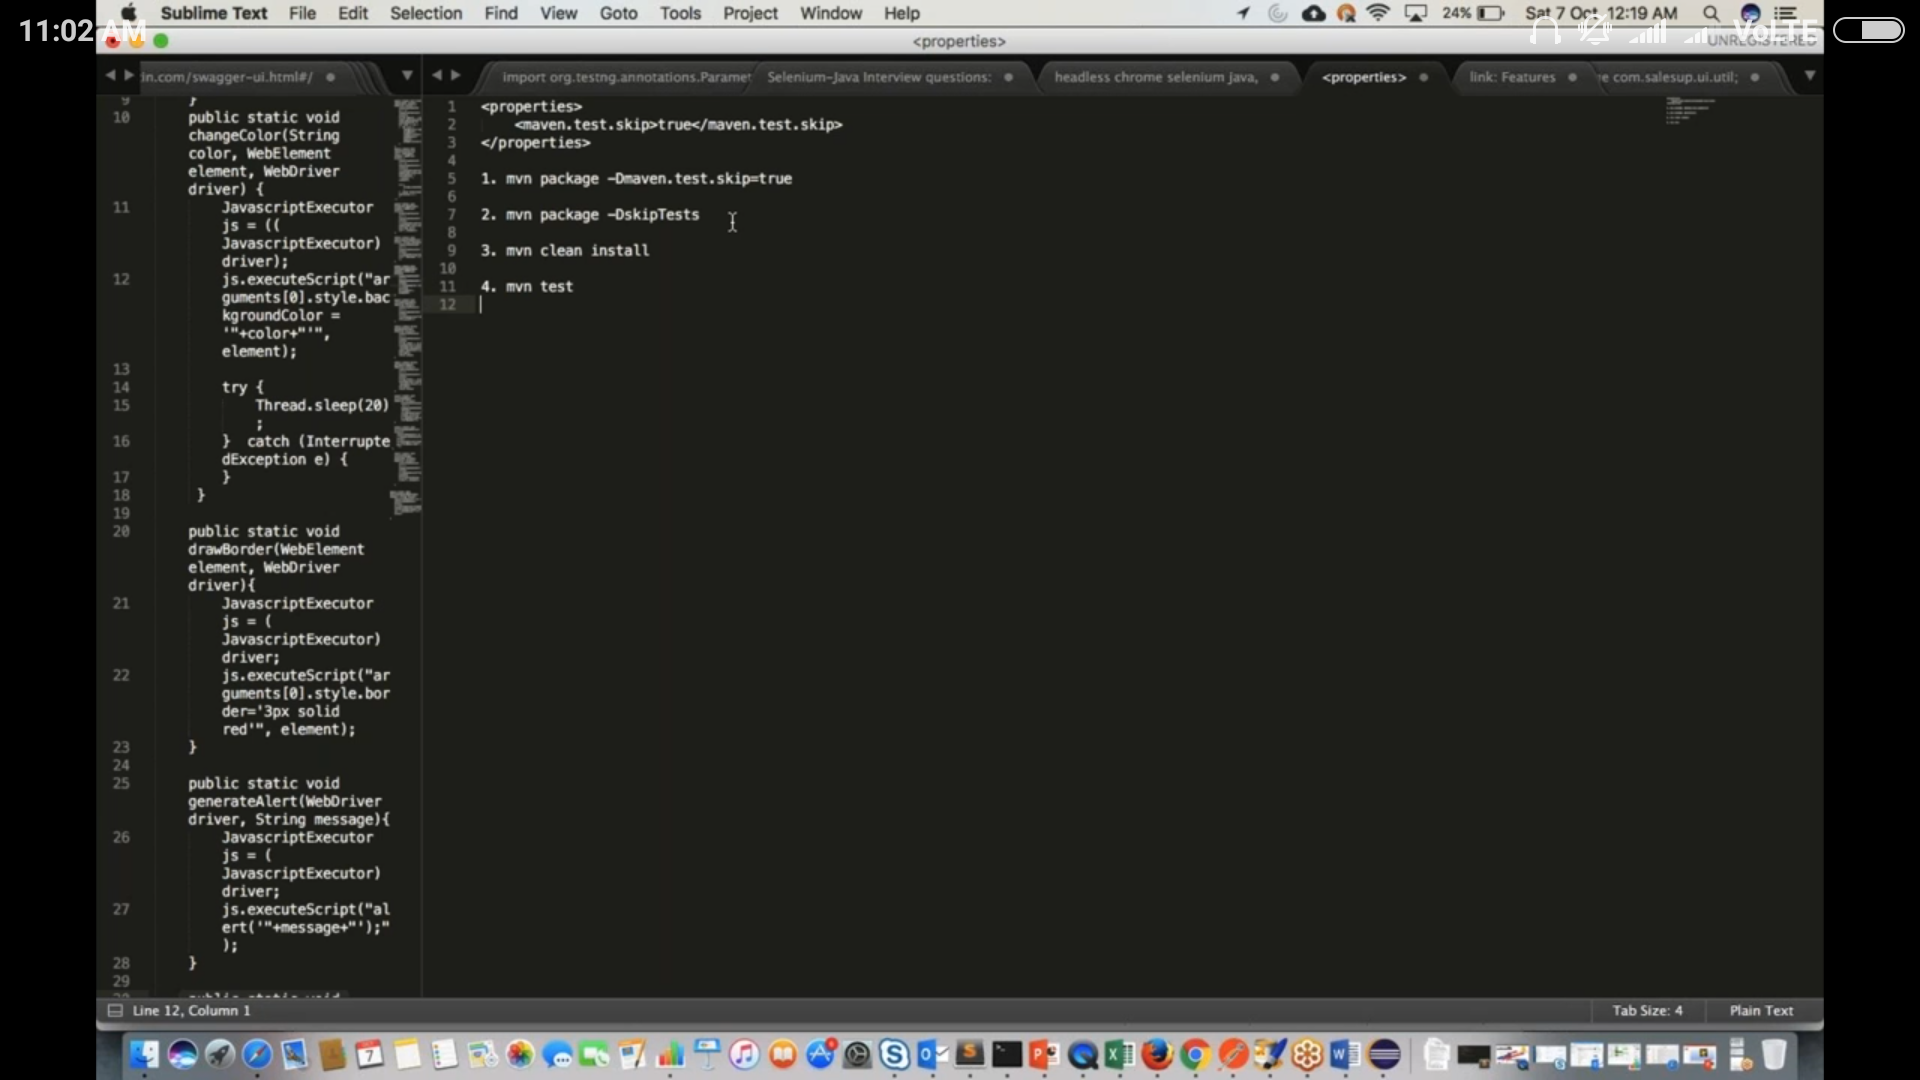 11:02 AM
Sublime Text File Edit Selection Find View Goto Tools Project Window Help
24% Sat 7 Oct 12:19 AM
VoLTE
<properties>
UNREGISTERED
in.com/swagger-ui.html#/
import org.testng.annotations.Paramet
Selenium-Java Interview questions:
headless chrome selenium java,
<properties>
link: Features
e com.salesup.ui.util;
9 }
10 public static void
changeColor(String
color, WebElement
element, WebDriver
driver) {
11 JavascriptExecutor
js = ((
JavascriptExecutor)
driver);
12 js.executeScript("ar
guments[0].style.bac
kgroundColor =
'"+color+"'",
element);
13
14 try {
15 Thread.sleep(20)
;
16 } catch (Interrupte
dException e) {
17 }
18 }
19
20 public static void
drawBorder(WebElement
element, WebDriver
driver){
21 JavascriptExecutor
js = (
JavascriptExecutor)
driver;
22 js.executeScript("ar
guments[0].style.bor
der='3px solid
red'", element);
23 }
24
25 public static void
generateAlert(WebDriver
driver, String message){
26 JavascriptExecutor
js = (
JavascriptExecutor)
driver;
27 js.executeScript("al
ert('"+message+"');"
);
28 }
29
1 <properties>
2 <maven.test.skip>true</maven.test.skip>
3 </properties>
4
5 1. mvn package -Dmaven.test.skip=true
6
7 2. mvn package -DskipTests
8
9 3. mvn clean install
10
11 4. mvn test
12
Line 12, Column 1
Tab Size: 4
Plain Text